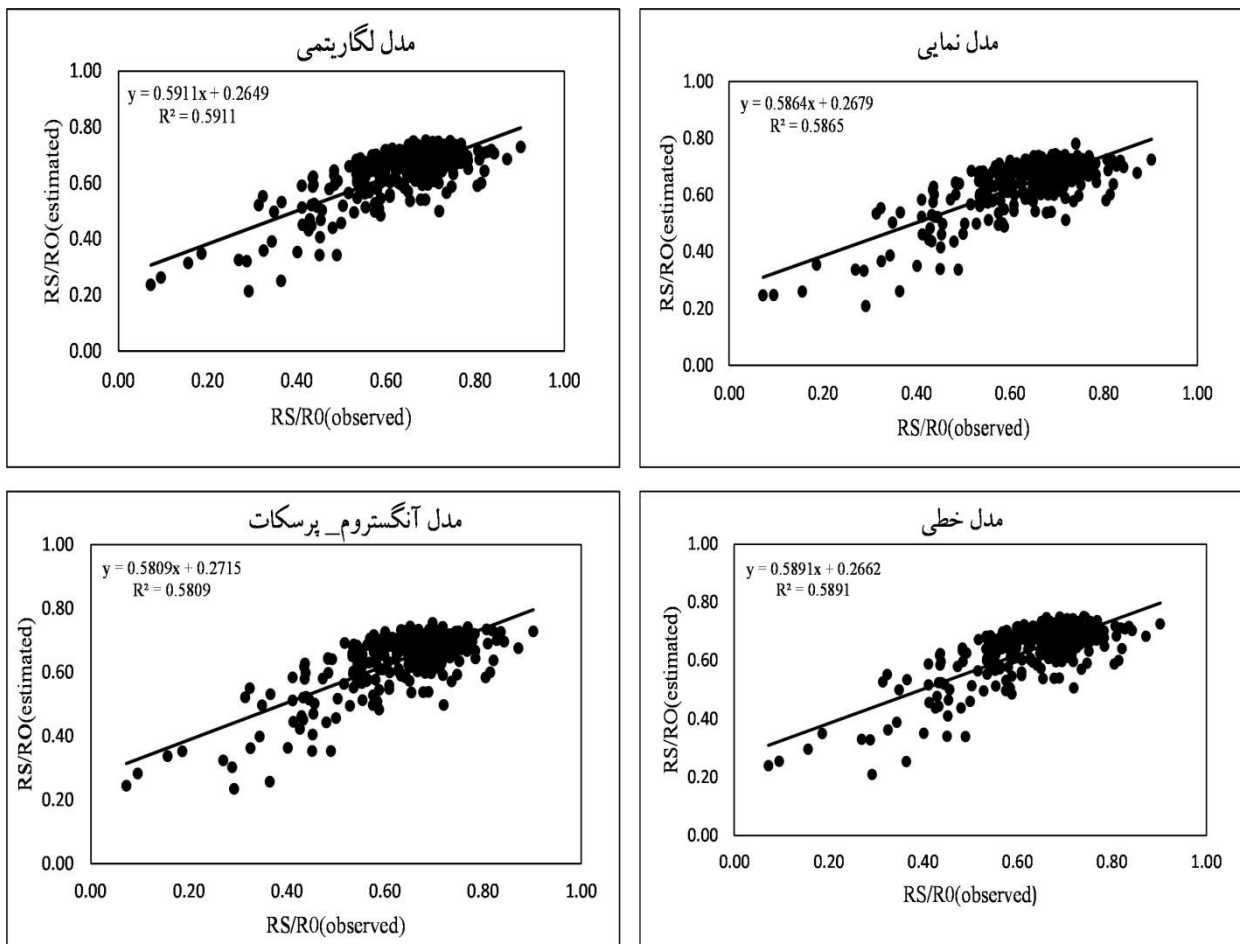 مدل لگاریتمی
y = 0.5911x + 0.2649
R² = 0.5911
RS/RO(estimated)
1.00
0.80
0.60
0.40
0.20
0.00
0.00 0.20 0.40 0.60 0.80 1.00
RS/R0(observed)
مدل نمایی
y = 0.5864x + 0.2679
R² = 0.5865
RS/RO(estimated)
1.00
0.80
0.60
0.40
0.20
0.00
0.00 0.20 0.40 0.60 0.80 1.00
RS/R0(observed)
مدل آنگستروم_ پرسکات
y = 0.5809x + 0.2715
R² = 0.5809
RS/RO(estimated)
1.00
0.80
0.60
0.40
0.20
0.00
0.00 0.20 0.40 0.60 0.80 1.00
RS/R0(observed)
مدل خطی
y = 0.5891x + 0.2662
R² = 0.5891
RS/RO(estimated)
1.00
0.80
0.60
0.40
0.20
0.00
0.00 0.20 0.40 0.60 0.80 1.00
RS/R0(observed)